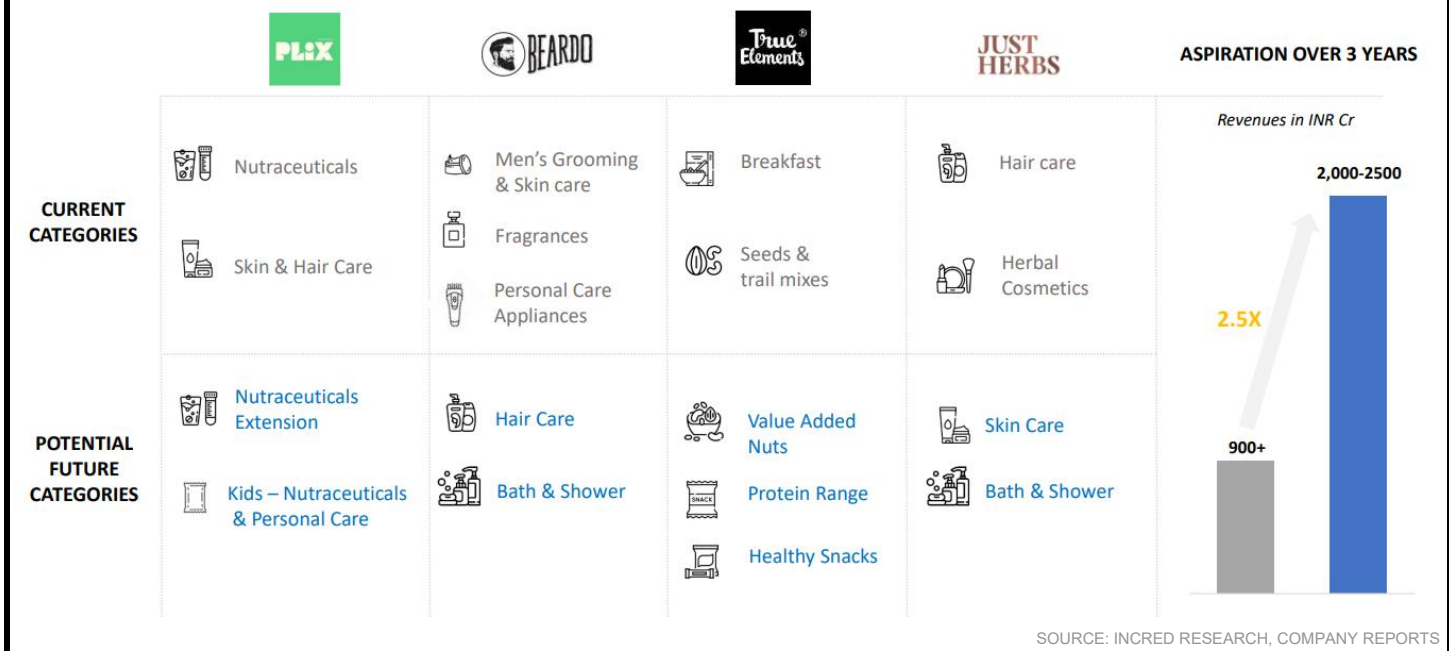 PLiX
BEARDO
True
Elements
®
JUST
HERBS
ASPIRATION OVER 3 YEARS
CURRENT
CATEGORIES
Nutraceuticals
Skin & Hair Care
Men's Grooming
& Skin care
Fragrances
Personal Care
Appliances
Breakfast
Seeds &
trail mixes
Hair care
Herbal
Cosmetics
Revenues in INR Cr
2,000-2500
2.5X
900+
POTENTIAL
FUTURE
CATEGORIES
Nutraceuticals
Extension
Kids – Nutraceuticals
& Personal Care
Hair Care
Bath & Shower
Value Added
Nuts
SNACK
Protein Range
Healthy Snacks
Skin Care
Bath & Shower
SOURCE: INCRED RESEARCH, COMPANY REPORTS